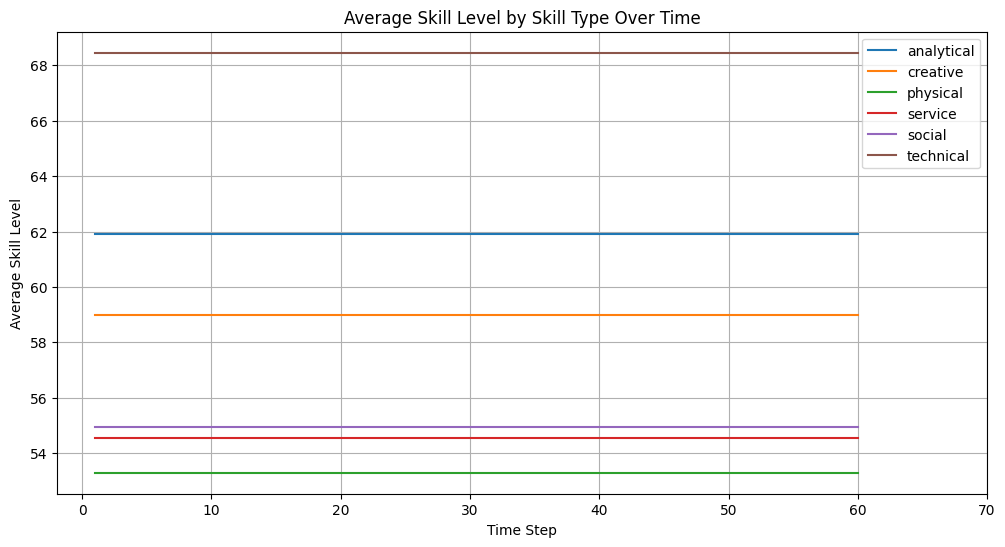 Average Skill Level by Skill Type Over Time
Average Skill Level
68
66
64
62
60
58
56
54
analytical
creative
physical
service
social
technical
0 10 20 30 40 50 60 70
Time Step